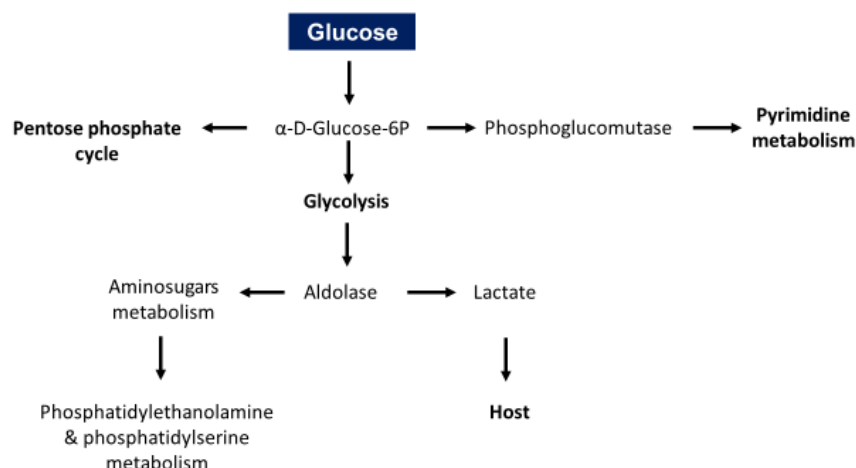 Glucose
Pentose phosphate
cycle
α-D-Glucose-6P
Phosphoglucomutase
Pyrimidine
metabolism
Glycolysis
Aminosugars
metabolism
Aldolase
Lactate
Phosphatidylethanolamine
& phosphatidylserine
metabolism
Host